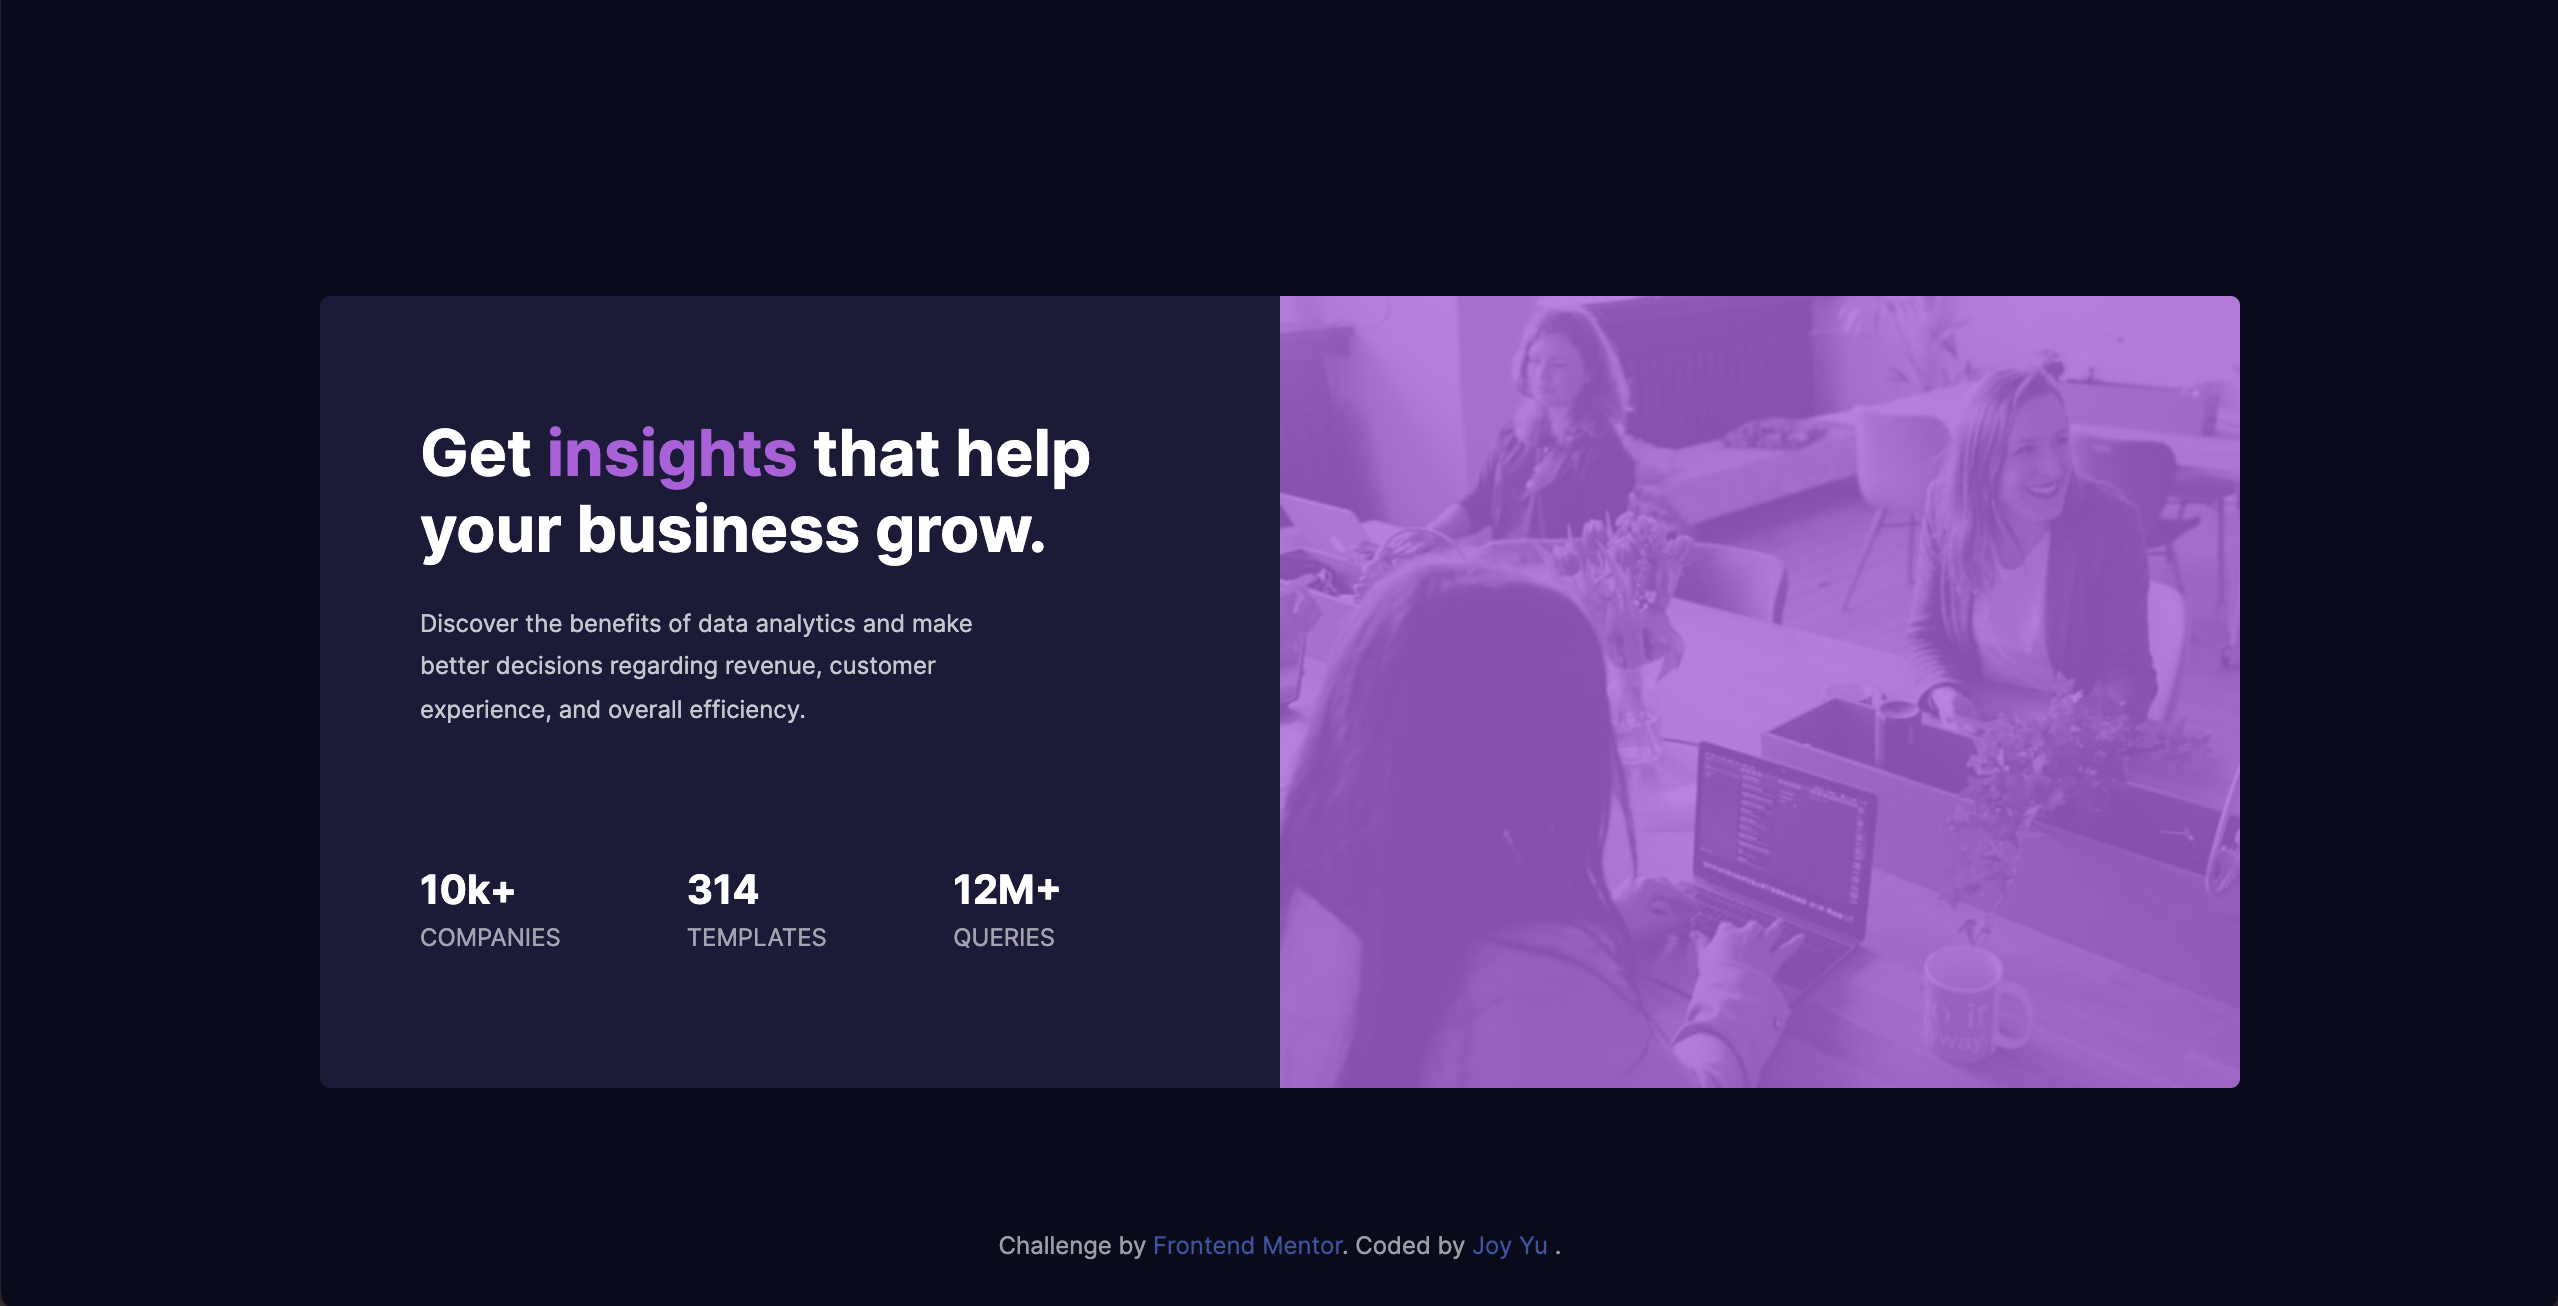 Get insights that help
your business grow.
Discover the benefits of data analytics and make
better decisions regarding revenue, customer
experience, and overall efficiency.
10k+ 314 12M+
COMPANIES TEMPLATES QUERIES
way
Challenge by Frontend Mentor. Coded by Joy Yu .